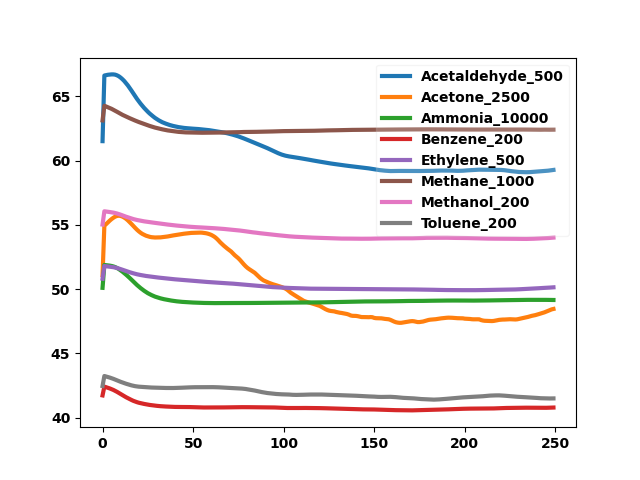 65
60
55
50
45
40
0 50 100 150 200 250
Acetaldehyde_500
Acetone_2500
Ammonia_10000
Benzene_200
Ethylene_500
Methane_1000
Methanol_200
Toluene_200